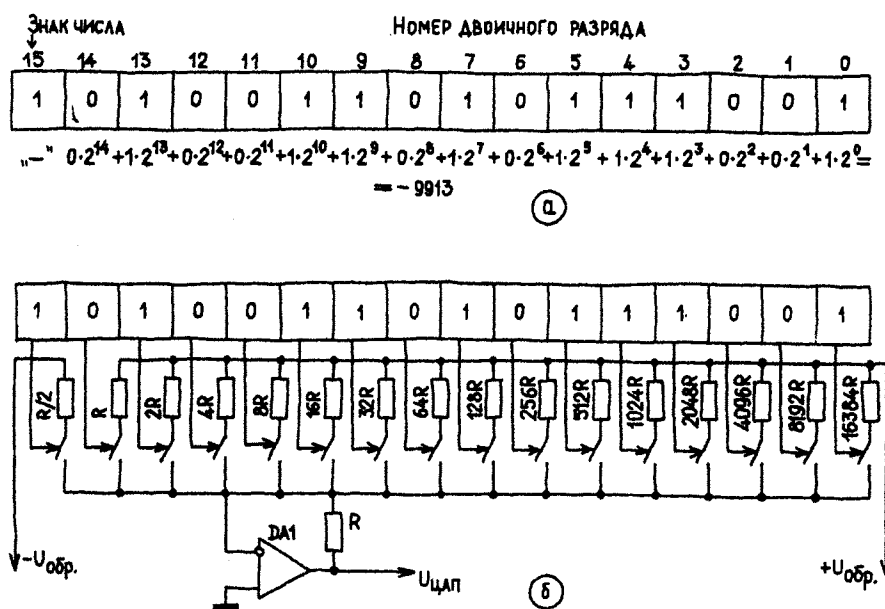 Знак числа
Номер двоичного разряда
15 14 13 12 11 10 9 8 7 6 5 4 3 2 1 0
1 0 1 0 0 1 1 0 1 0 1 1 1 0 0 1
"–" 0·2¹⁴+1·2¹³+0·2¹²+0·2¹¹+1·2¹⁰+1·2⁹+0·2⁸+1·2⁷+0·2⁶+1·2⁵+1·2⁴+1·2³+0·2²+0·2¹+1·2⁰=
= - 9913
а
1 0 1 0 0 1 1 0 1 0 1 1 1 0 0 1
R/2 R 2R 4R 8R 16R 32R 64R 128R 256R 512R 1024R 2048R 4096R 8192R 16384R
DA1
R
-Uобр.
UЦАП
+Uобр.
б